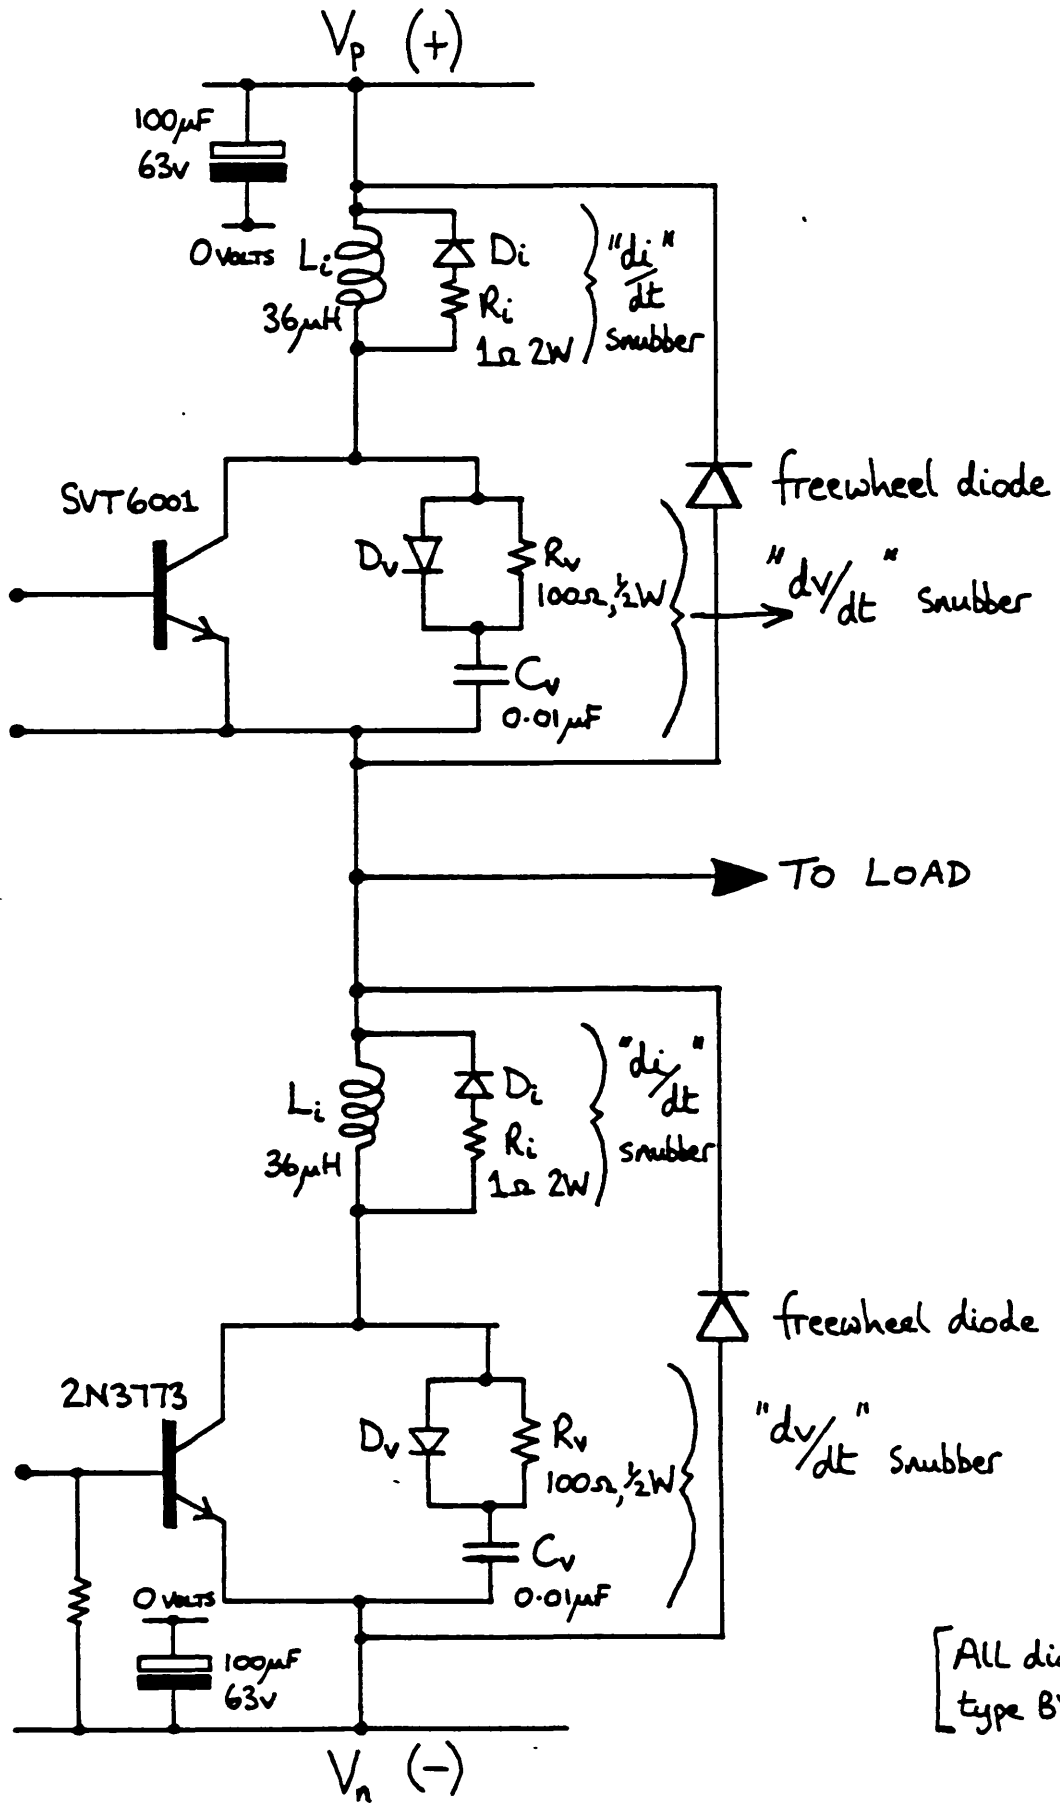 Vp (+)
100μF
63v
0 VOLTS
Li
36μH
Di
Ri
1Ω 2W
"di/dt"
snubber
SVT6001
Dv
Rv
100Ω, ½W
Cv
0.01μF
freewheel diode
"dv/dt" snubber
TO LOAD
Li
36μH
Di
Ri
1Ω 2W
"di/dt"
snubber
2N3773
Dv
Rv
100Ω, ½W
Cv
0.01μF
freewheel diode
"dv/dt" snubber
0 VOLTS
100μF
63v
Vn (-)
[All
type